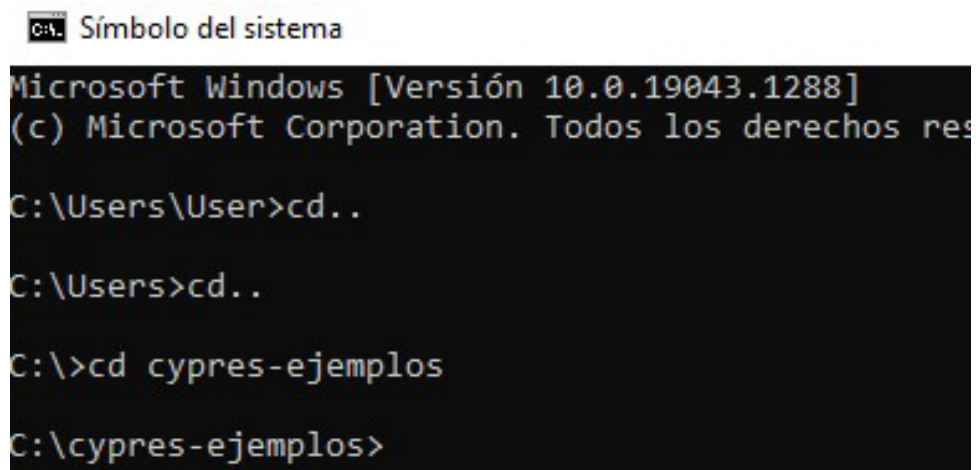 Símbolo del sistema
Microsoft Windows [Versión 10.0.19043.1288]
(c) Microsoft Corporation. Todos los derechos res
C:\Users\User>cd..
C:\Users>cd..
C:\>cd cypres-ejemplos
C:\cypres-ejemplos>